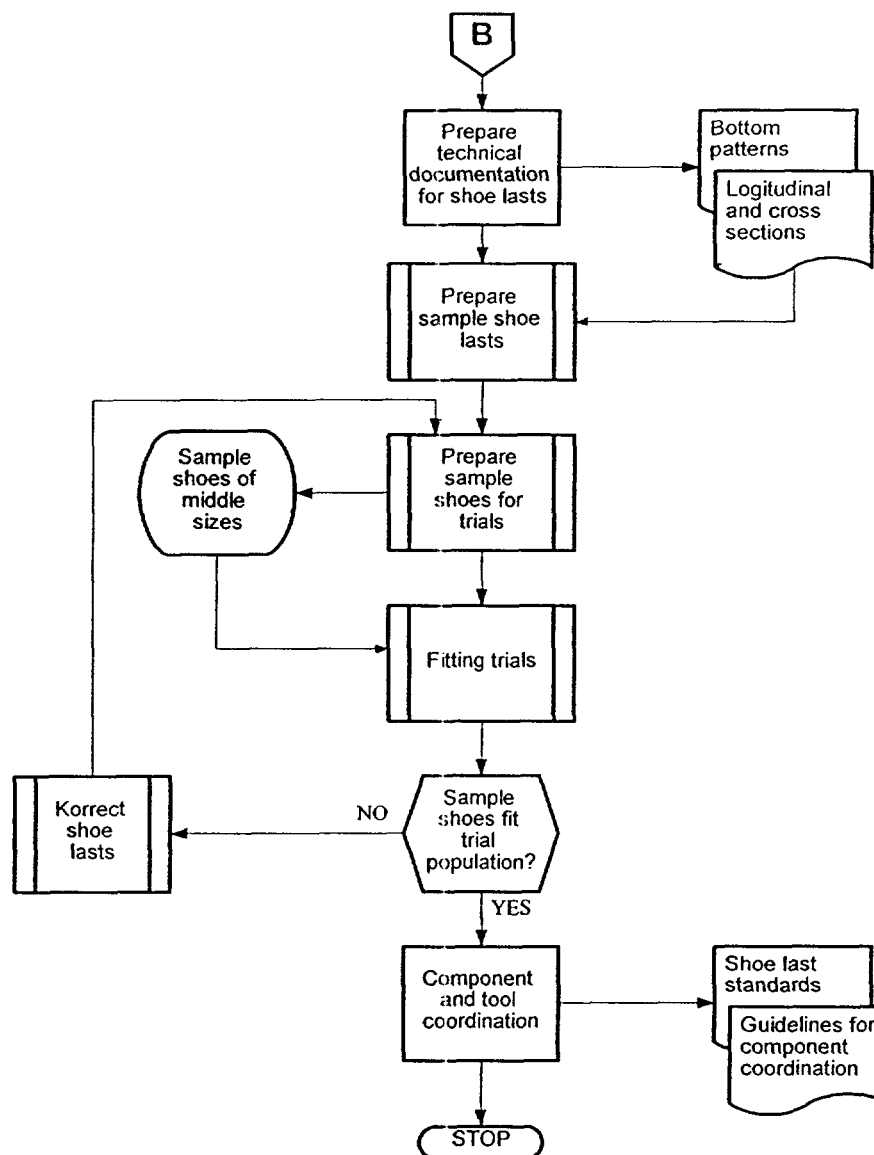 B
Prepare
technical
documentation
for shoe lasts
Bottom
patterns
Logitudinal
and cross
sections
Prepare
sample shoe
lasts
Sample
shoes of
middle
sizes
Prepare
sample
shoes for
trials
Fitting trials
Korrect
shoe
lasts
NO
Sample
shoes fit
trial
population?
YES
Component
and tool
coordination
Shoe last
standards
Guidelines for
component
coordination
STOP